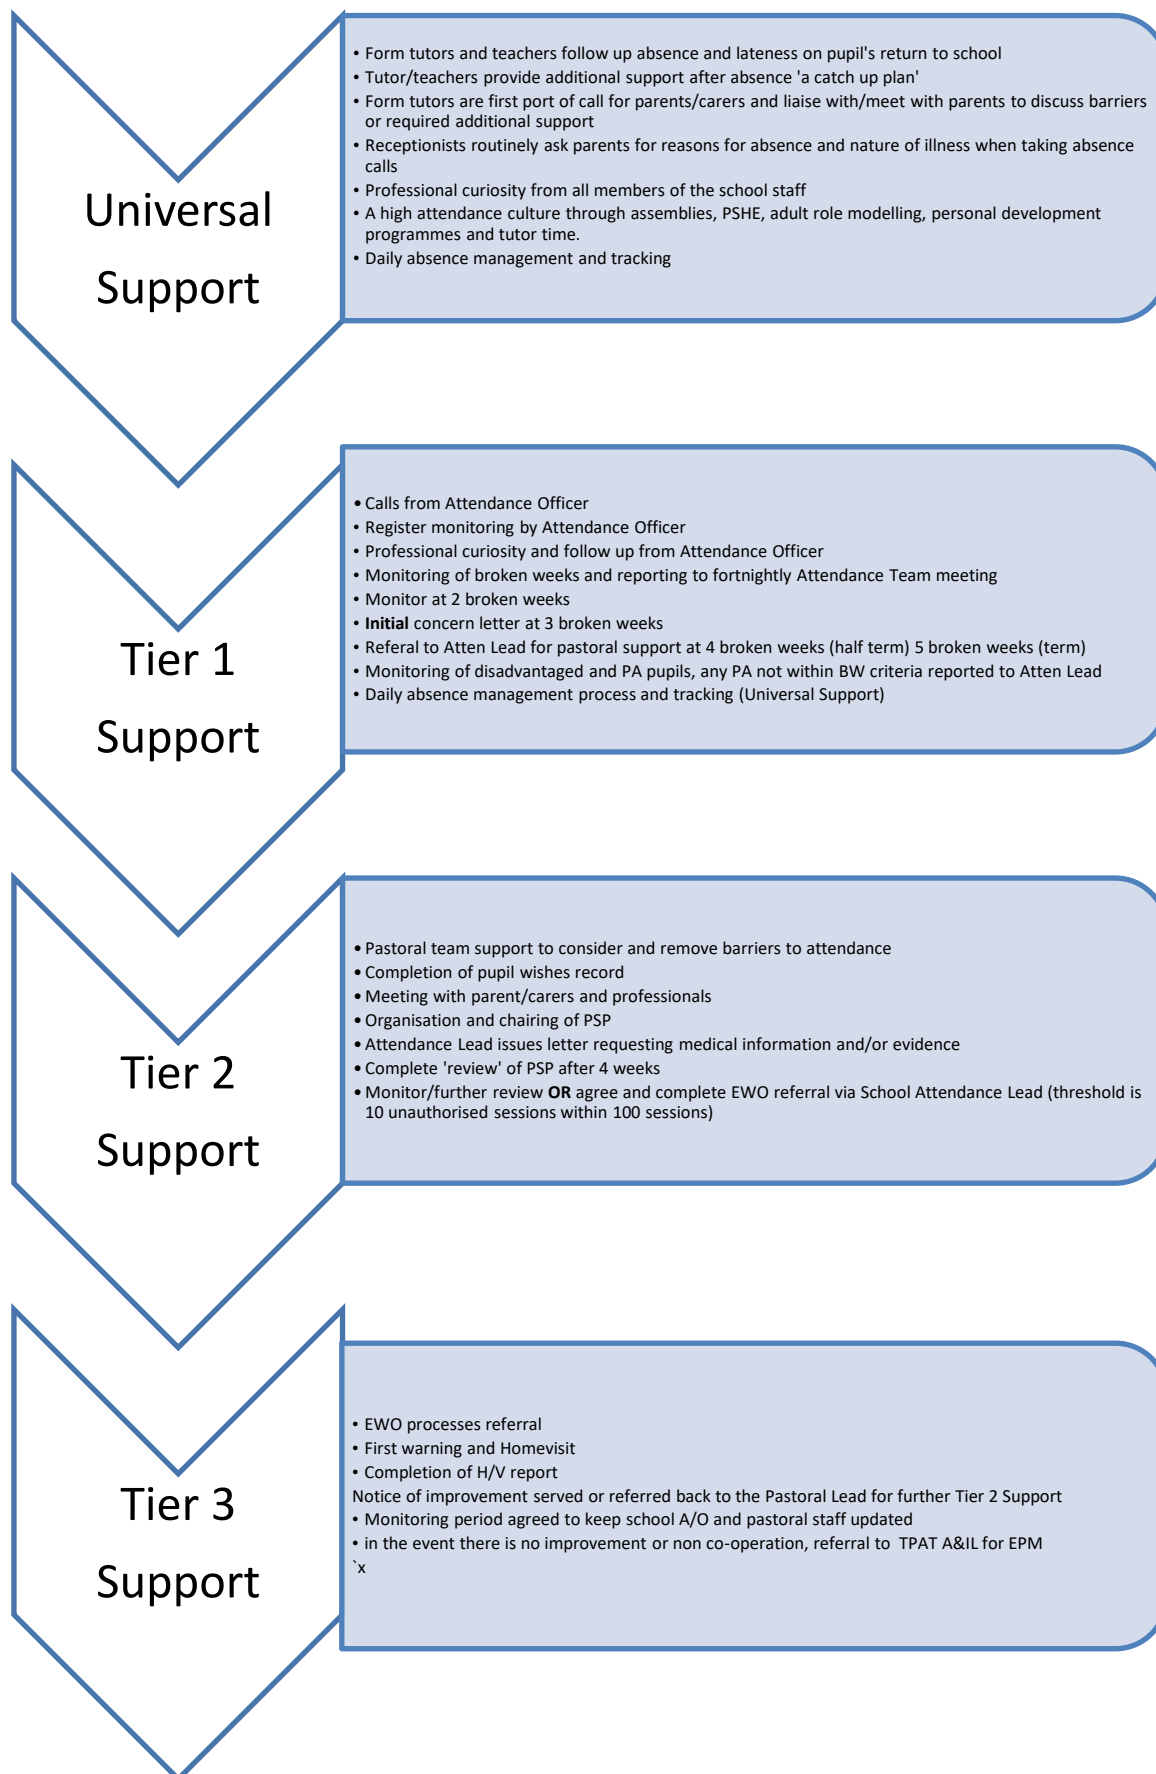 Universal
Support
• Form tutors and teachers follow up absence and lateness on pupil's return to school
• Tutor/teachers provide additional support after absence 'a catch up plan'
• Form tutors are first port of call for parents/carers and liaise with/meet with parents to discuss barriers
or required additional support
• Receptionists routinely ask parents for reasons for absence and nature of illness when taking absence
calls
• Professional curiosity from all members of the school staff
• A high attendance culture through assemblies, PSHE, adult role modelling, personal development
programmes and tutor time.
• Daily absence management and tracking
Tier 1
Support
• Calls from Attendance Officer
• Register monitoring by Attendance Officer
• Professional curiosity and follow up from Attendance Officer
• Monitoring of broken weeks and reporting to fortnightly Attendance Team meeting
• Monitor at 2 broken weeks
• Initial concern letter at 3 broken weeks
• Referal to Atten Lead for pastoral support at 4 broken weeks (half term) 5 broken weeks (term)
• Monitoring of disadvantaged and PA pupils, any PA not within BW criteria reported to Atten Lead
• Daily absence management process and tracking (Universal Support)
Tier 2
Support
• Pastoral team support to consider and remove barriers to attendance
• Completion of pupil wishes record
• Meeting with parent/carers and professionals
• Organisation and chairing of PSP
• Attendance Lead issues letter requesting medical information and/or evidence
• Complete 'review' of PSP after 4 weeks
• Monitor/further review OR agree and complete EWO referral via School Attendance Lead (threshold is
10 unauthorised sessions within 100 sessions)
Tier 3
Support
• EWO processes referral
• First warning and Homevisit
• Completion of H/V report
Notice of improvement served or referred back to the Pastoral Lead for further Tier 2 Support
• Monitoring period agreed to keep school A/O and pastoral staff updated
• in the event there is no improvement or non co-operation, referral to  TPAT A&IL for EPM
`x